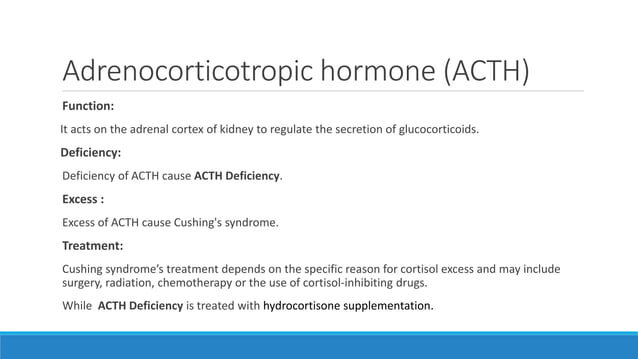 Adrenocorticotropic hormone (ACTH)
Function:
It acts on the adrenal cortex of kidney to regulate the secretion of glucocorticoids.
Deficiency:
Deficiency of ACTH cause ACTH Deficiency.
Excess :
Excess of ACTH cause Cushing's syndrome.
Treatment:
Cushing syndrome’s treatment depends on the specific reason for cortisol excess and may include
surgery, radiation, chemotherapy or the use of cortisol-inhibiting drugs.
While ACTH Deficiency is treated with hydrocortisone supplementation.